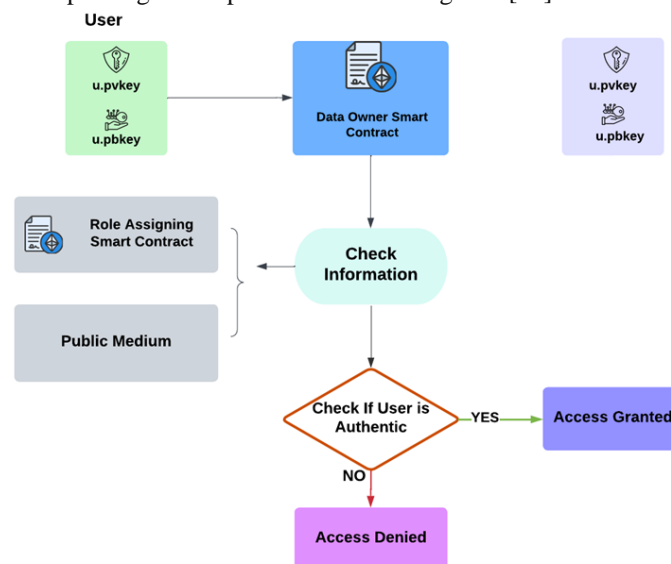 User
u.pvkey
u.pbkey
Data Owner Smart
Contract
u.pvkey
u.pbkey
Role Assigning
Smart Contract
Check
Information
Public Medium
Check If User is
Authentic
YES
Access Granted
NO
Access Denied